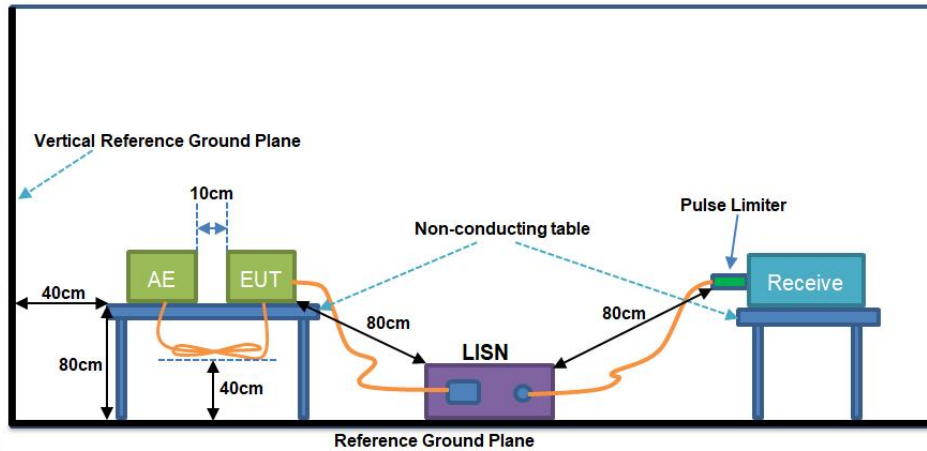 Vertical Reference Ground Plane
10cm
Pulse Limiter
Non-conducting table
AE
EUT
Receive
40cm
80cm
80cm
LISN
80cm
40cm
Reference Ground Plane